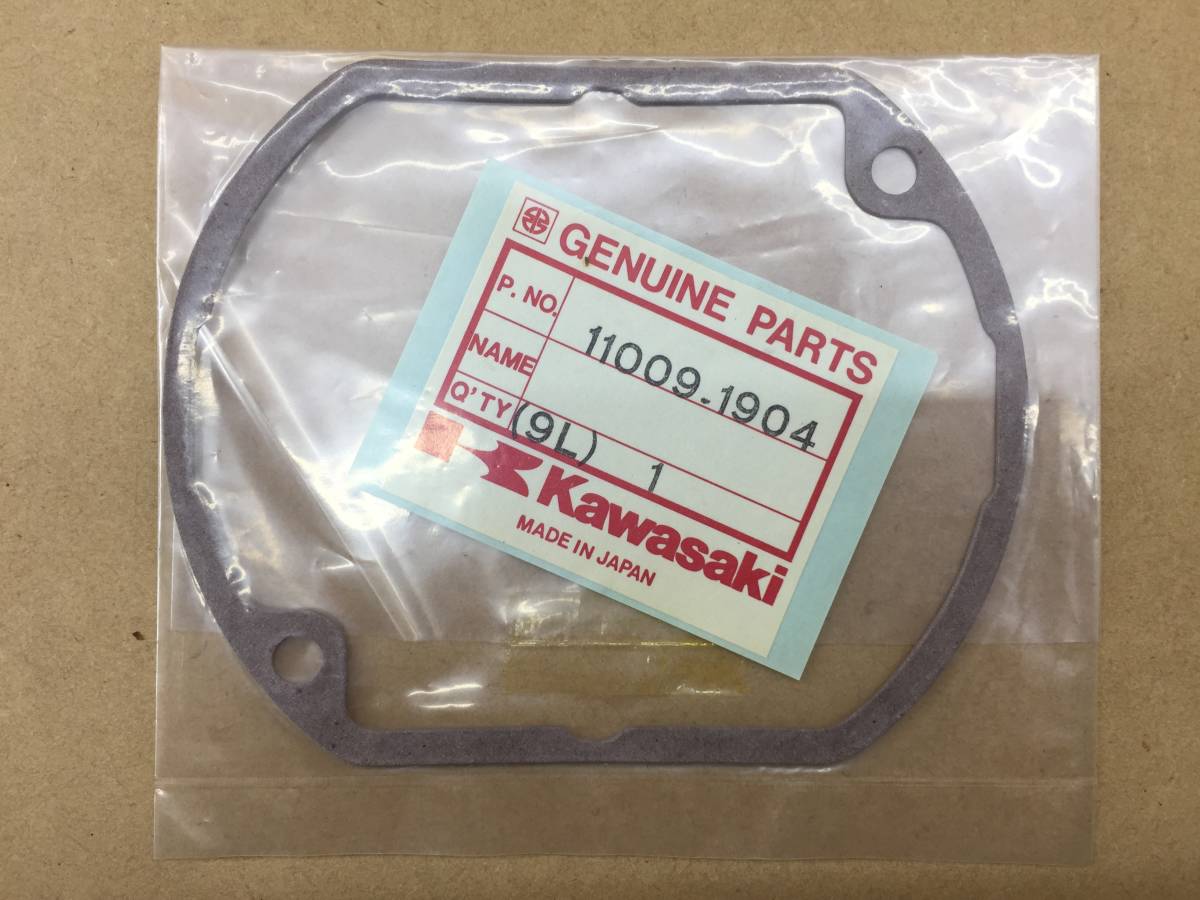 GENUINE PARTS
P. NO. 11009-1904
NAME
Q'TY (9L) 1
Kawasaki
MADE IN JAPAN